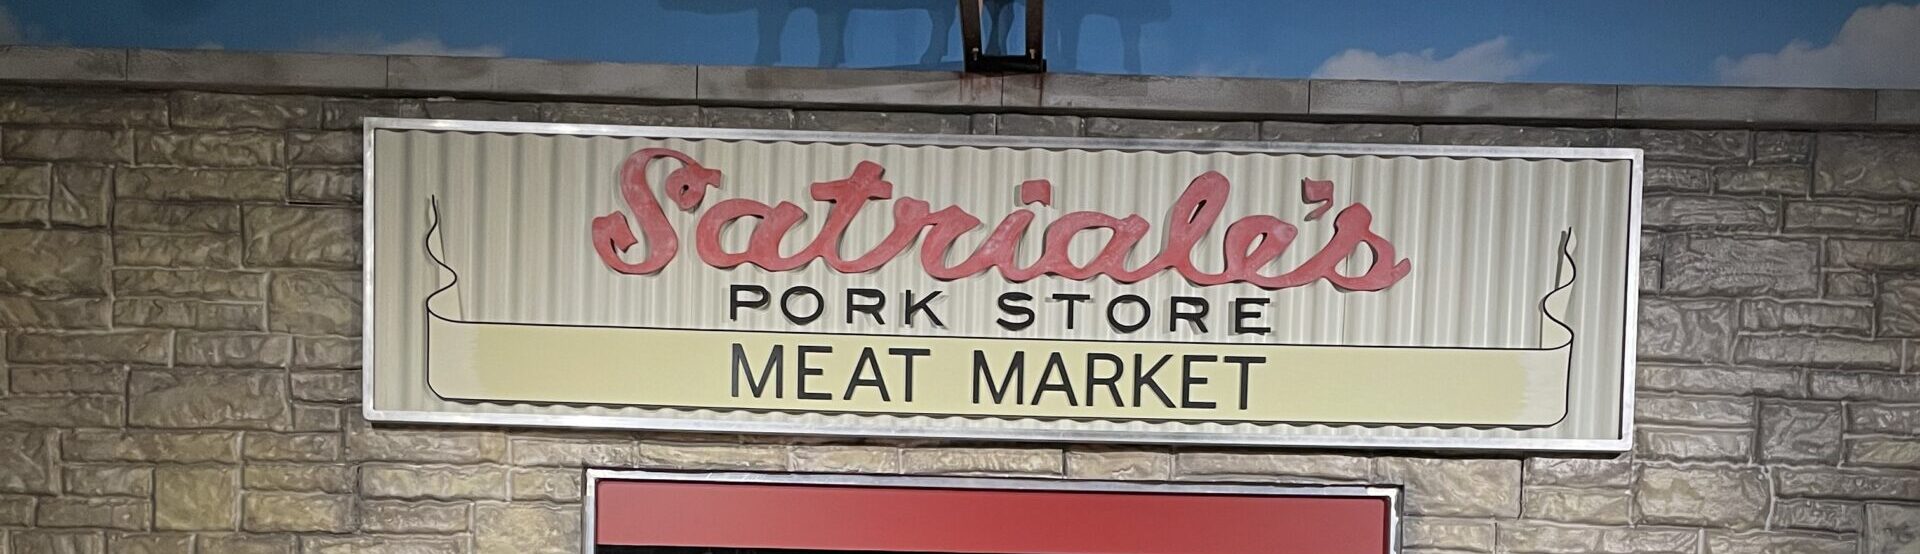 Satriale's
PORK STORE
MEAT MARKET